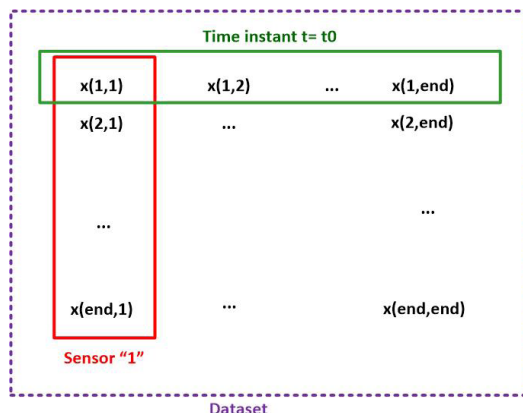 Time instant t= t0
x(1,1) x(1,2) ... x(1,end)
x(2,1) ... x(2,end)
... ...
x(end,1) ... x(end,end)
Sensor “1”
Dataset